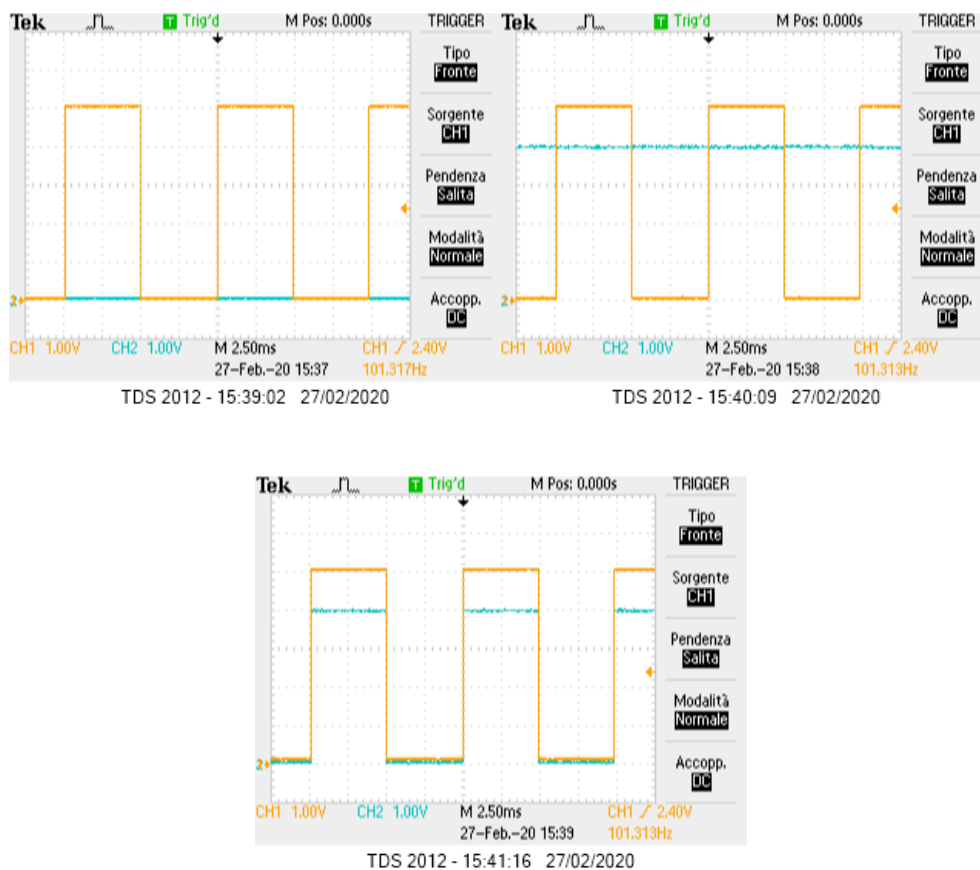 Tek Trig'd M Pos: 0.000s TRIGGER
Tipo
Fronte
Sorgente
CH1
Pendenza
Salita
Modalità
Normale
2
Accopp.
DC
CH1 1.00V CH2 1.00V M 2.50ms CH1 2.40V
27-Feb.-20 15:37 101.317Hz
TDS 2012 - 15:39:02 27/02/2020
Tek T Trig'd M Pos: 0.000s TRIGGER
Tipo
Fronte
Sorgente
CH1
Pendenza
Salita
Modalità
Normale
2
Accopp.
DC
CH1 1.00V CH2 1.00V M 2.50ms CH1 2.40V
27-Feb.-20 15:38 101.313Hz
TDS 2012 - 15:40:09 27/02/2020
Tek T Trig'd M Pos: 0.000s TRIGGER
Tipo
Fronte
Sorgente
CH1
Pendenza
Salita
Modalità
Normale
2
Accopp.
DC
CH1 1.00V CH2 1.00V M 2.50ms CH1 2.40V
27-Feb.-20 15:39 101.313Hz
TDS 2012 - 15:41:16 27/02/2020